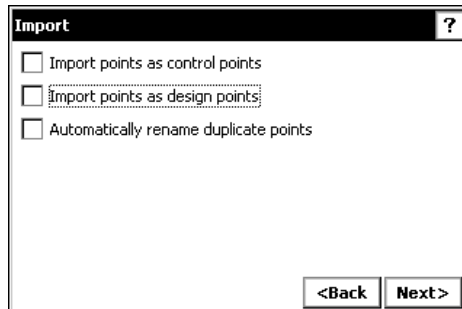 Import ?
Import points as control points
Import points as design points
Automatically rename duplicate points
<Back Next>